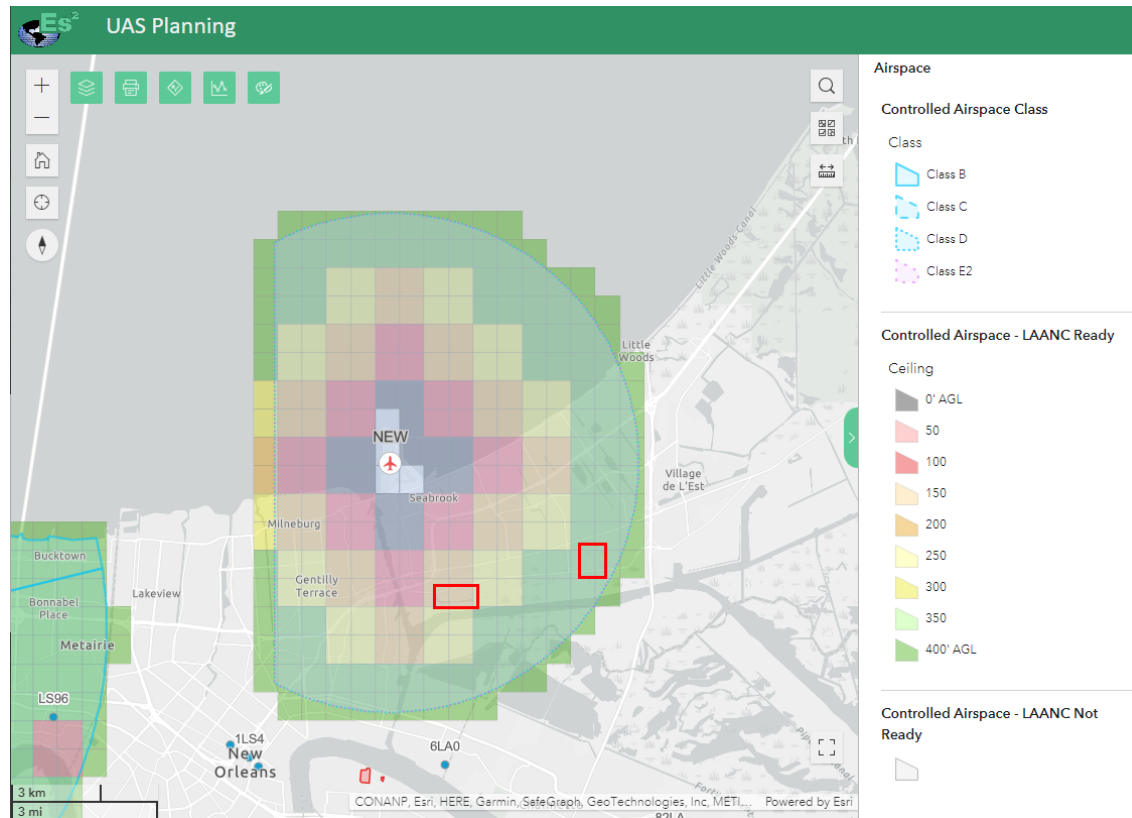 Es²
UAS Planning
Airspace
Controlled Airspace Class
Class
Class B
Class C
Class D
Class E2
Controlled Airspace - LAANC Ready
Ceiling
0' AGL
50
100
150
200
250
300
350
400' AGL
Controlled Airspace - LAANC Not
Ready
Little Woods Canal
Little
Woods
NEW
Seabrook
Village
de L'Est
Milneburg
Gentilly
Terrace
Bucktown
Lakeview
Bonnabel
Place
Metairie
LS96
1LS4
New
Orleans
6LA0
3 km
3 mi
CONANP, Esri, HERE, Garmin, SafeGraph, GeoTechnologies, Inc, METI... Powered by Esri